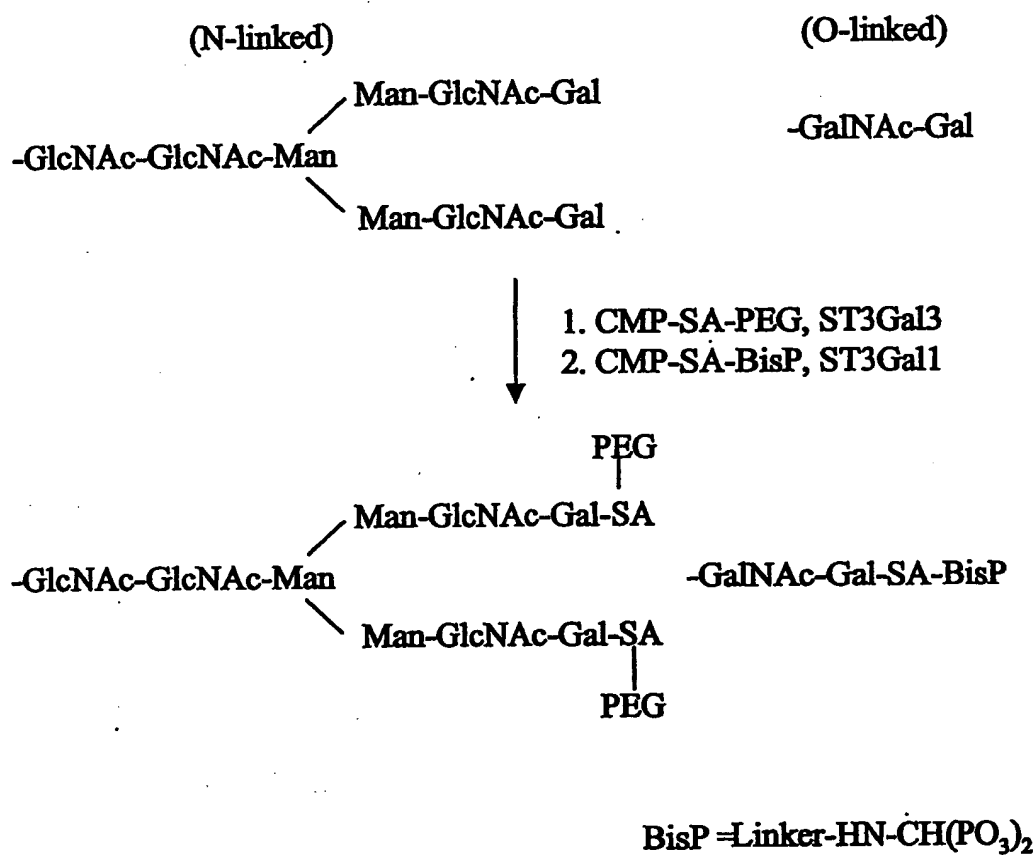 (N-linked)
(O-linked)
Man-GlcNAc-Gal
-GalNAc-Gal
-GlcNAc-GlcNAc-Man
Man-GlcNAc-Gal
1. CMP-SA-PEG, ST3Gal3
2. CMP-SA-BisP, ST3Gal1
PEG
Man-GlcNAc-Gal-SA
-GlcNAc-GlcNAc-Man
-GalNAc-Gal-SA-BisP
Man-GlcNAc-Gal-SA
PEG
BisP =Linker-HN-CH(PO₃)₂